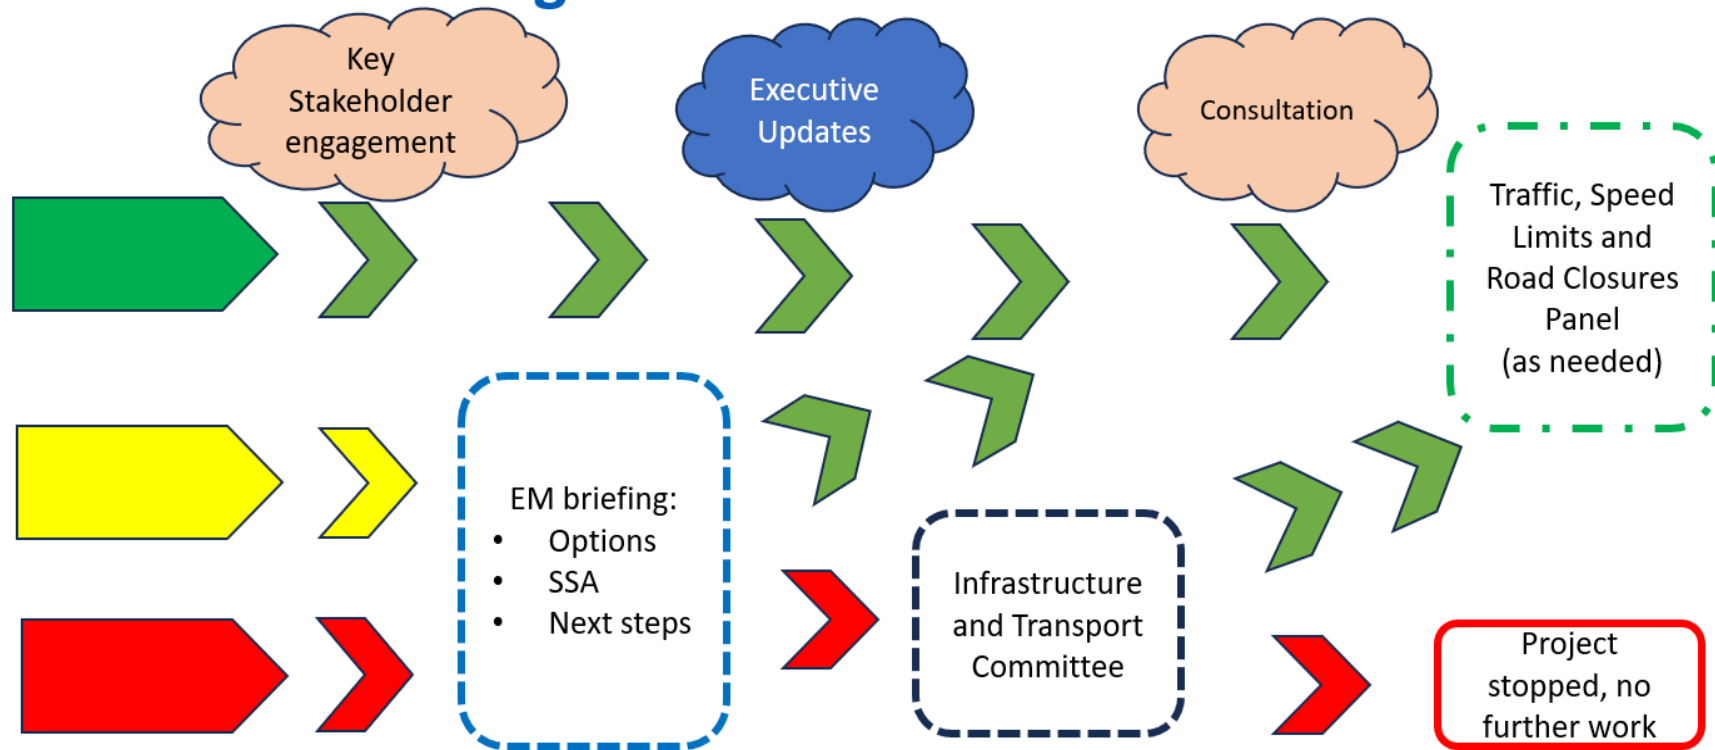 Key
Stakeholder
engagement
Executive
Updates
Consultation
Traffic, Speed
Limits and
Road Closures
Panel
(as needed)
EM briefing:
• Options
• SSA
• Next steps
Infrastructure
and Transport
Committee
Project
stopped, no
further work